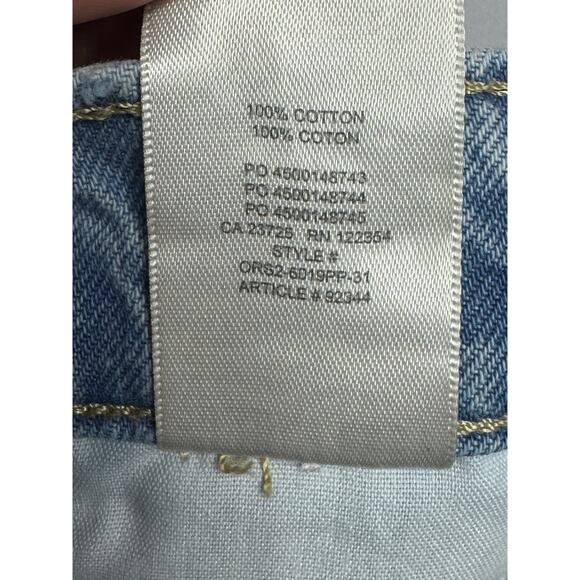 100% COTTON
100% COTON
PO 4500148743
PO 4500148744
PO 4500148745
CA 23725 RN 122354
STYLE #
ORS2-6019PP-31
ARTICLE # 92344